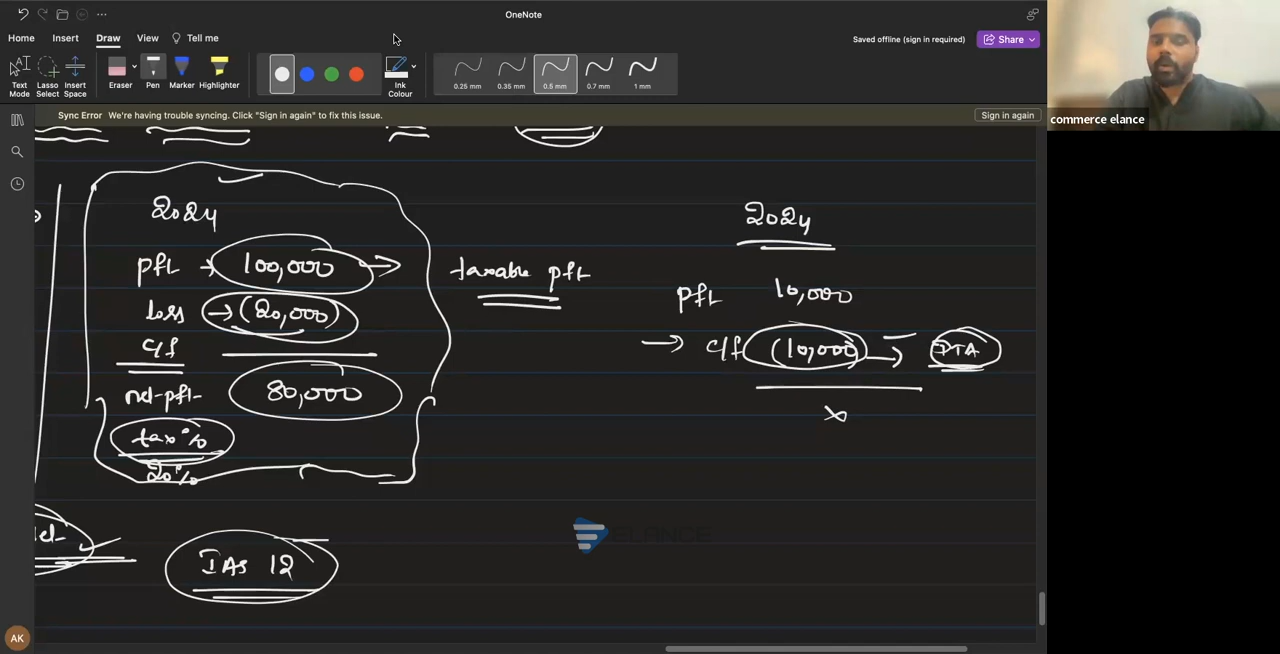 OneNote
Home Insert Draw View Tell me
Saved offline (sign in required)
Share
Text Mode
Lasso Select
Insert Space
Eraser
Pen
Marker
Highlighter
Ink Colour
0.25 mm
0.35 mm
0.5 mm
0.7 mm
1 mm
commerce elance
Sync Error We're having trouble syncing. Click "Sign in again" to fix this issue.
Sign in again
2024
pft → 100,000 →
loss → (20,000)
c/f
net-pft- 80,000
tax%
20%
taxable pft
2024
pft 10,000
→ c/f (10,000) → DTA
IAS 12
ELANCE
AK